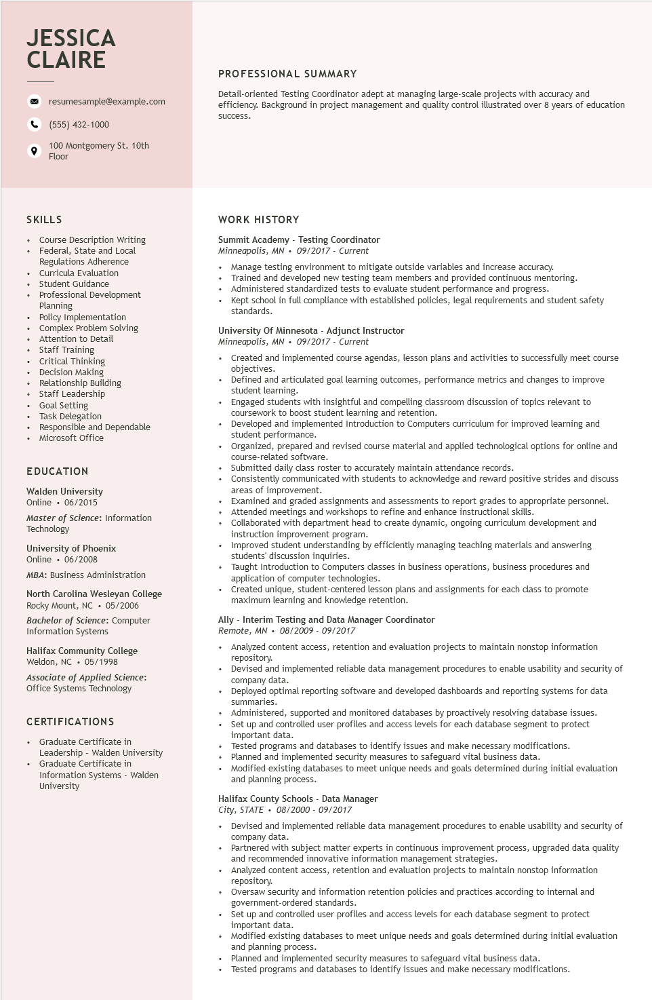 JESSICA
CLAIRE
resumesample@example.com
(555) 432-1000
100 Montgomery St. 10th
Floor
PROFESSIONAL SUMMARY
Detail-oriented Testing Coordinator adept at managing large-scale projects with accuracy and
efficiency. Background in project management and quality control illustrated over 8 years of education
success.
SKILLS
• Course Description Writing
• Federal, State and Local
Regulations Adherence
• Curricula Evaluation
• Student Guidance
• Professional Development
Planning
• Policy Implementation
• Complex Problem Solving
• Attention to Detail
• Staff Training
• Critical Thinking
• Decision Making
• Relationship Building
• Staff Leadership
• Goal Setting
• Task Delegation
• Responsible and Dependable
• Microsoft Office
EDUCATION
Walden University
Online • 06/2015
Master of Science: Information
Technology
University of Phoenix
Online • 06/2008
MBA: Business Administration
North Carolina Wesleyan College
Rocky Mount, NC • 05/2006
Bachelor of Science: Computer
Information Systems
Halifax Community College
Weldon, NC • 05/1998
Associate of Applied Science:
Office Systems Technology
CERTIFICATIONS
• Graduate Certificate in
Leadership - Walden University
• Graduate Certificate in
Information Systems - Walden
University
WORK HISTORY
Summit Academy - Testing Coordinator
Minneapolis, MN • 09/2017 - Current
• Manage testing environment to mitigate outside variables and increase accuracy.
• Trained and developed new testing team members and provided continuous mentoring.
• Administered standardized tests to evaluate student performance and progress.
• Kept school in full compliance with established policies, legal requirements and student safety
standards.
University Of Minnesota - Adjunct Instructor
Minneapolis, MN • 09/2017 - Current
• Created and implemented course agendas, lesson plans and activities to successfully meet course
objectives.
• Defined and articulated goal learning outcomes, performance metrics and changes to improve
student learning.
• Engaged students with insightful and compelling classroom discussion of topics relevant to
coursework to boost student learning and retention.
• Developed and implemented Introduction to Computers curriculum for improved learning and
student performance.
• Organized, prepared and revised course material and applied technological options for online and
course-related software.
• Submitted daily class roster to accurately maintain attendance records.
• Consistently communicated with students to acknowledge and reward positive strides and discuss
areas of improvement.
• Examined and graded assignments and assessments to report grades to appropriate personnel.
• Attended meetings and workshops to refine and enhance instructional skills.
• Collaborated with department head to create dynamic, ongoing curriculum development and
instruction improvement program.
• Improved student understanding by efficiently managing teaching materials and answering
students' discussion inquiries.
• Taught Introduction to Computers classes in business operations, business procedures and
application of computer technologies.
• Created unique, student-centered lesson plans and assignments for each class to promote
maximum learning and knowledge retention.
Ally - Interim Testing and Data Manager Coordinator
Remote, MN • 08/2009 - 09/2017
• Analyzed content access, retention and evaluation projects to maintain nonstop information
repository.
• Devised and implemented reliable data management procedures to enable usability and security of
company data.
• Deployed optimal reporting software and developed dashboards and reporting systems for data
summaries.
• Administered, supported and monitored databases by proactively resolving database issues.
• Set up and controlled user profiles and access levels for each database segment to protect
important data.
• Tested programs and databases to identify issues and make necessary modifications.
• Planned and implemented security measures to safeguard vital business data.
• Modified existing databases to meet unique needs and goals determined during initial evaluation
and planning process.
Halifax County Schools - Data Manager
City, STATE • 08/2000 - 09/2017
• Devised and implemented reliable data management procedures to enable usability and security of
company data.
• Partnered with subject matter experts in continuous improvement process, upgraded data quality
and recommended innovative information management strategies.
• Analyzed content access, retention and evaluation projects to maintain nonstop information
repository.
• Oversaw security and information retention policies and practices according to internal and
government-ordered standards.
• Set up and controlled user profiles and access levels for each database segment to protect
important data.
• Modified existing databases to meet unique needs and goals determined during initial evaluation
and planning process.
• Planned and implemented security measures to safeguard vital business data.
• Tested programs and databases to identify issues and make necessary modifications.